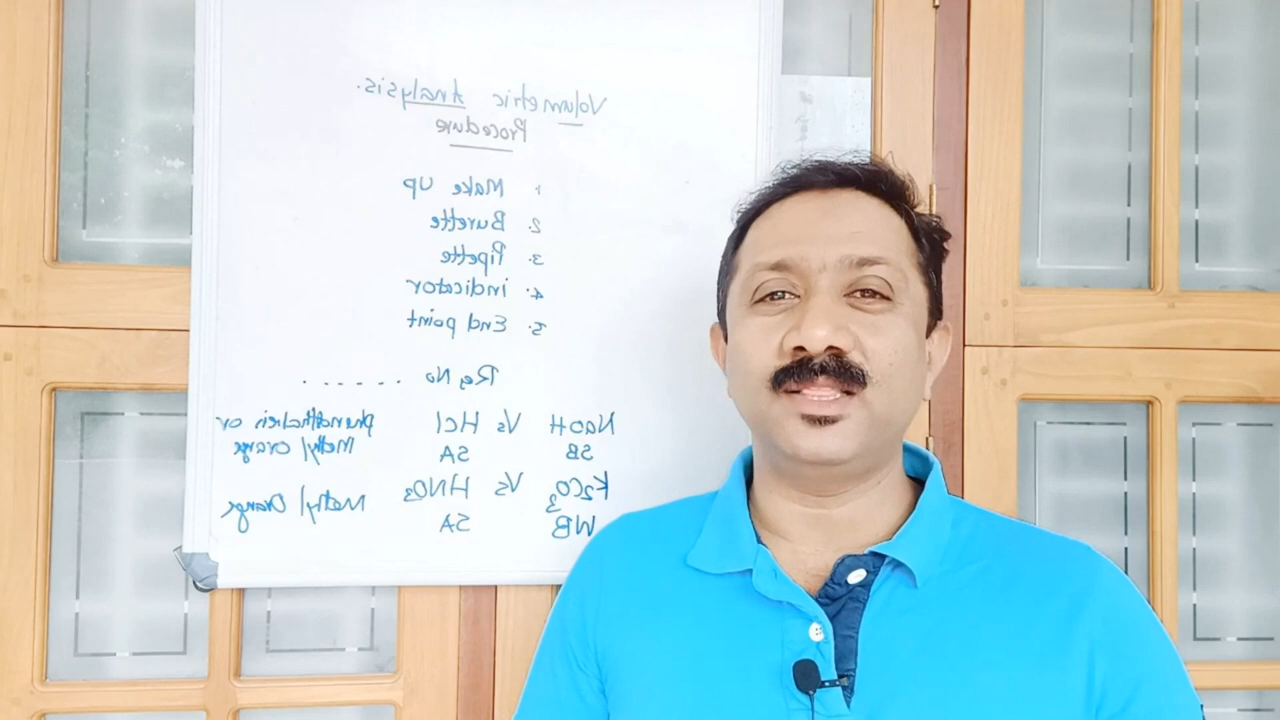 Volumetric Analysis.
Procedure
1. Make up
2. Burette
3. Pipette
4. indicator
5. End point
Reg No ......
NaOH Vs HCl phenolthalein or
SB SA Methyl orange
K2CO3 Vs HNO3 Methyl Orange
WB SA